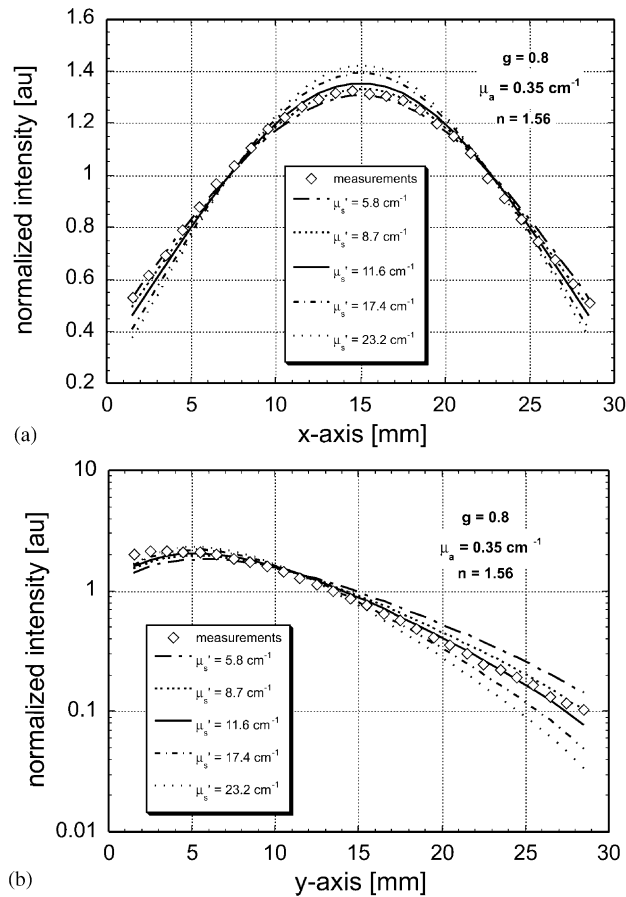 1.6
1.4
1.2
1
0.8
0.6
0.4
0.2
normalized intensity [au]
g = 0.8
μa = 0.35 cm-1
n = 1.56
measurements
μs' = 5.8 cm-1
μs' = 8.7 cm-1
μs' = 11.6 cm-1
μs' = 17.4 cm-1
μs' = 23.2 cm-1
0 5 10 15 20 25 30
x-axis [mm]
(a)
10
1
0.1
0.01
normalized intensity [au]
g = 0.8
μa = 0.35 cm -1
n = 1.56
measurements
μs' = 5.8 cm-1
μs' = 8.7 cm-1
μs' = 11.6 cm-1
μs' = 17.4 cm-1
μs' = 23.2 cm-1
0 5 10 15 20 25 30
y-axis [mm]
(b)